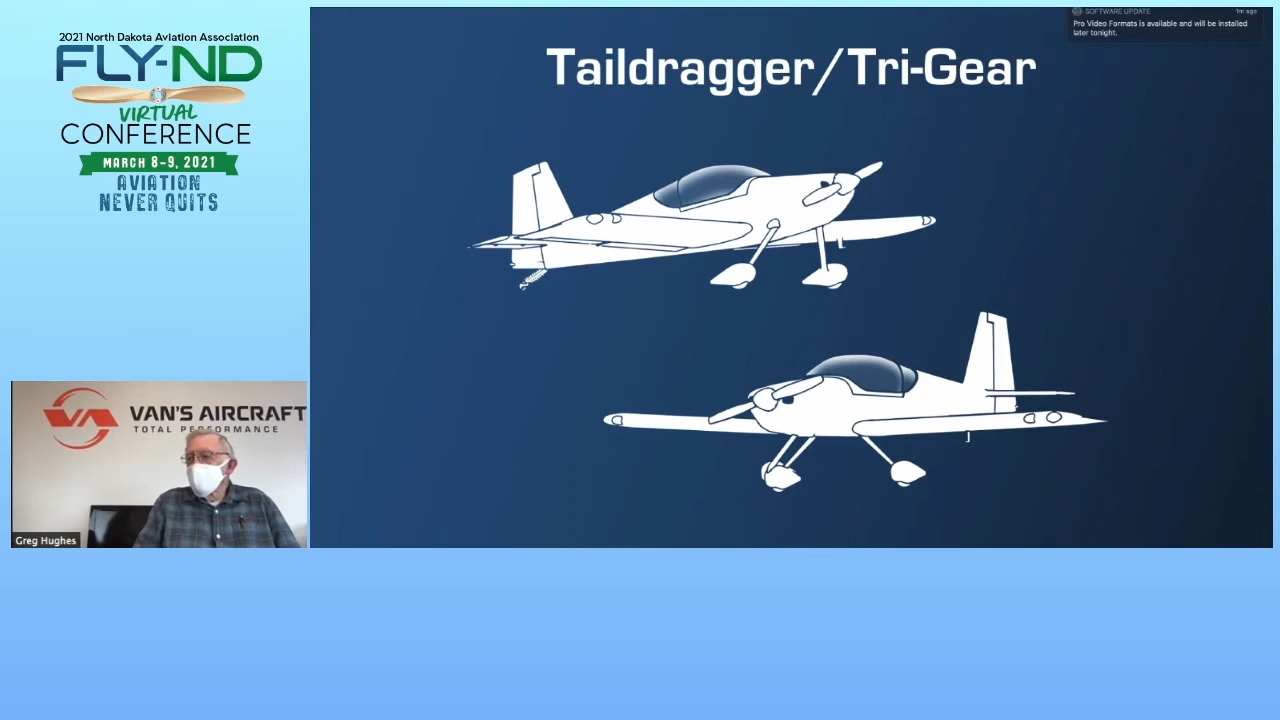 2021 North Dakota Aviation Association
FLY-ND
VIRTUAL
CONFERENCE
MARCH 8-9, 2021
AVIATION
NEVER QUITS
SOFTWARE UPDATE
1m ago
Pro Video Formats is available and will be installed
later tonight.
Taildragger/Tri-Gear
VAN'S AIRCRAFT
TOTAL PERFORMANCE
Greg Hughes